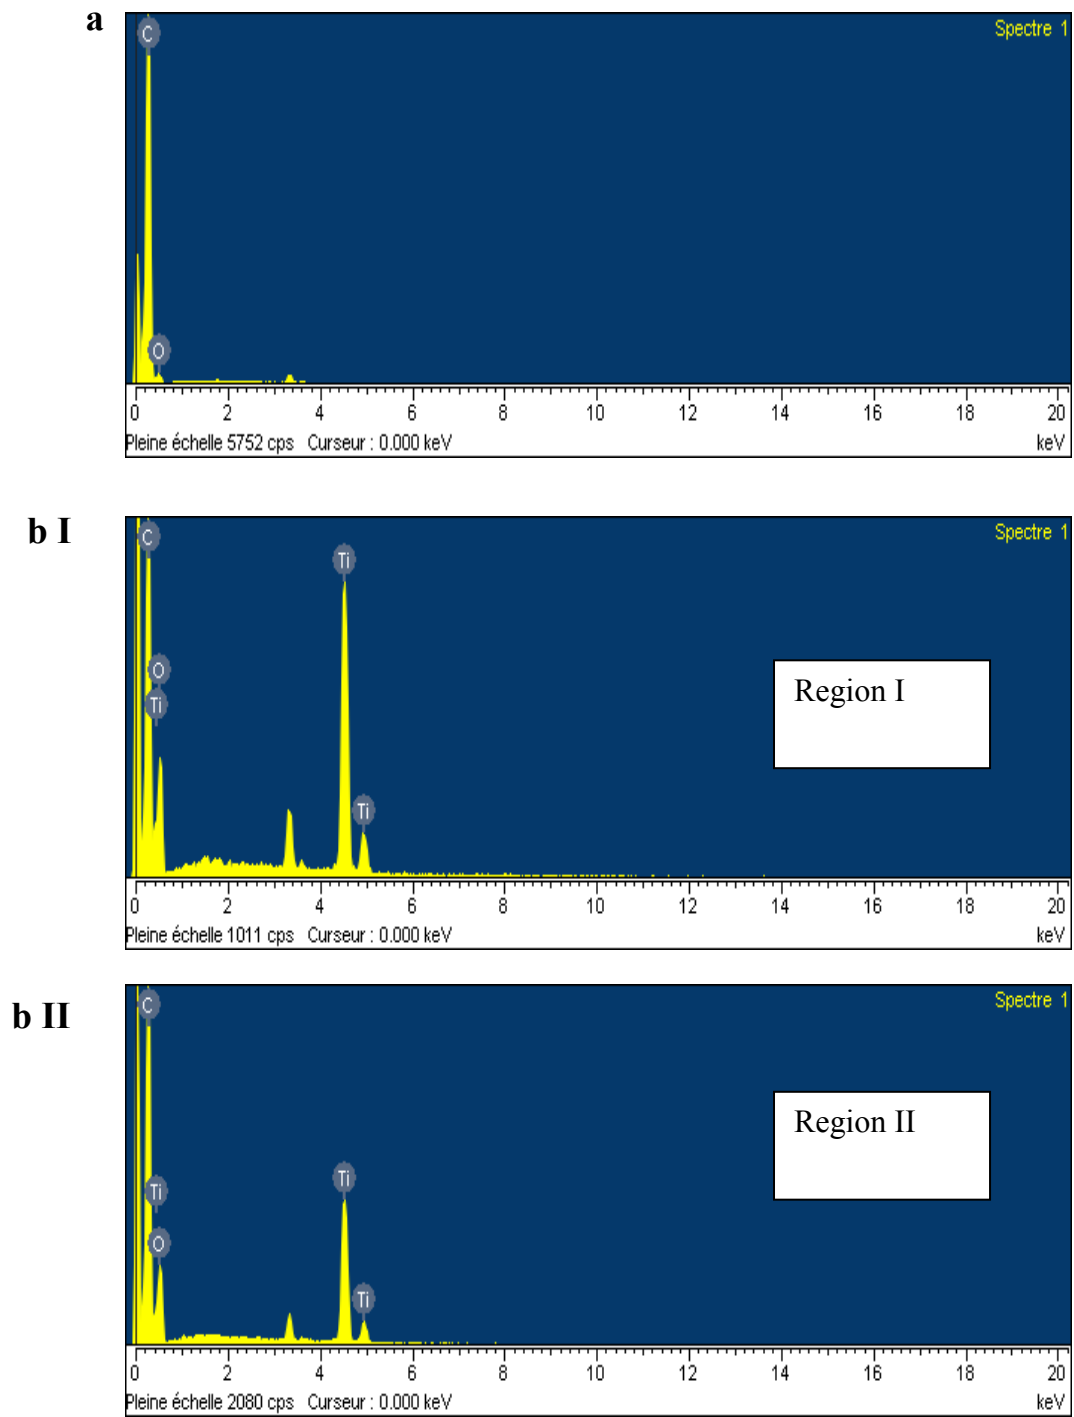 a
C
Spectre 1
O
0 2 4 6 8 10 12 14 16 18 20
Pleine échelle 5752 cps Curseur : 0.000 keV keV
b I
C
Spectre 1
Ti
O
Ti
Region I
Ti
0 2 4 6 8 10 12 14 16 18 20
Pleine échelle 1011 cps Curseur : 0.000 keV keV
b II
C
Spectre 1
Region II
Ti
Ti
O
Ti
0 2 4 6 8 10 12 14 16 18 20
Pleine échelle 2080 cps Curseur : 0.000 keV keV